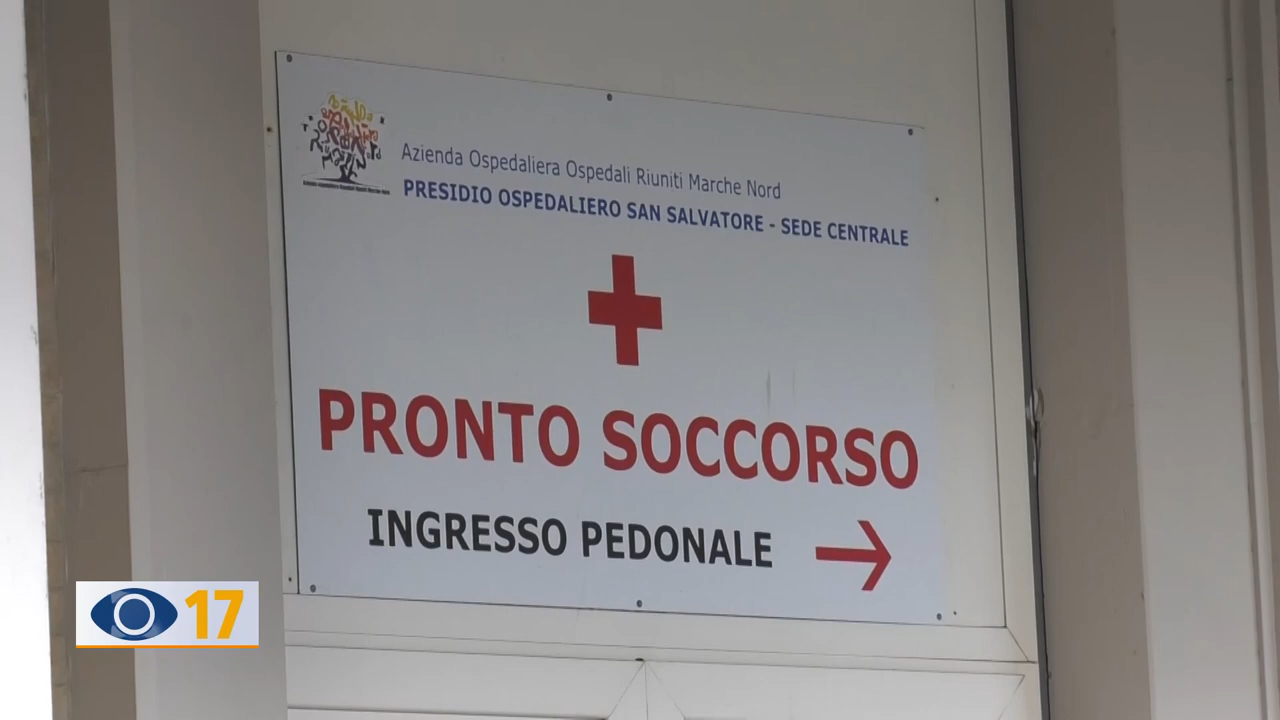 Azienda Ospedaliera Ospedali Riuniti Marche Nord
PRESIDIO OSPEDALIERO SAN SALVATORE - SEDE CENTRALE
PRONTO SOCCORSO
INGRESSO PEDONALE
17